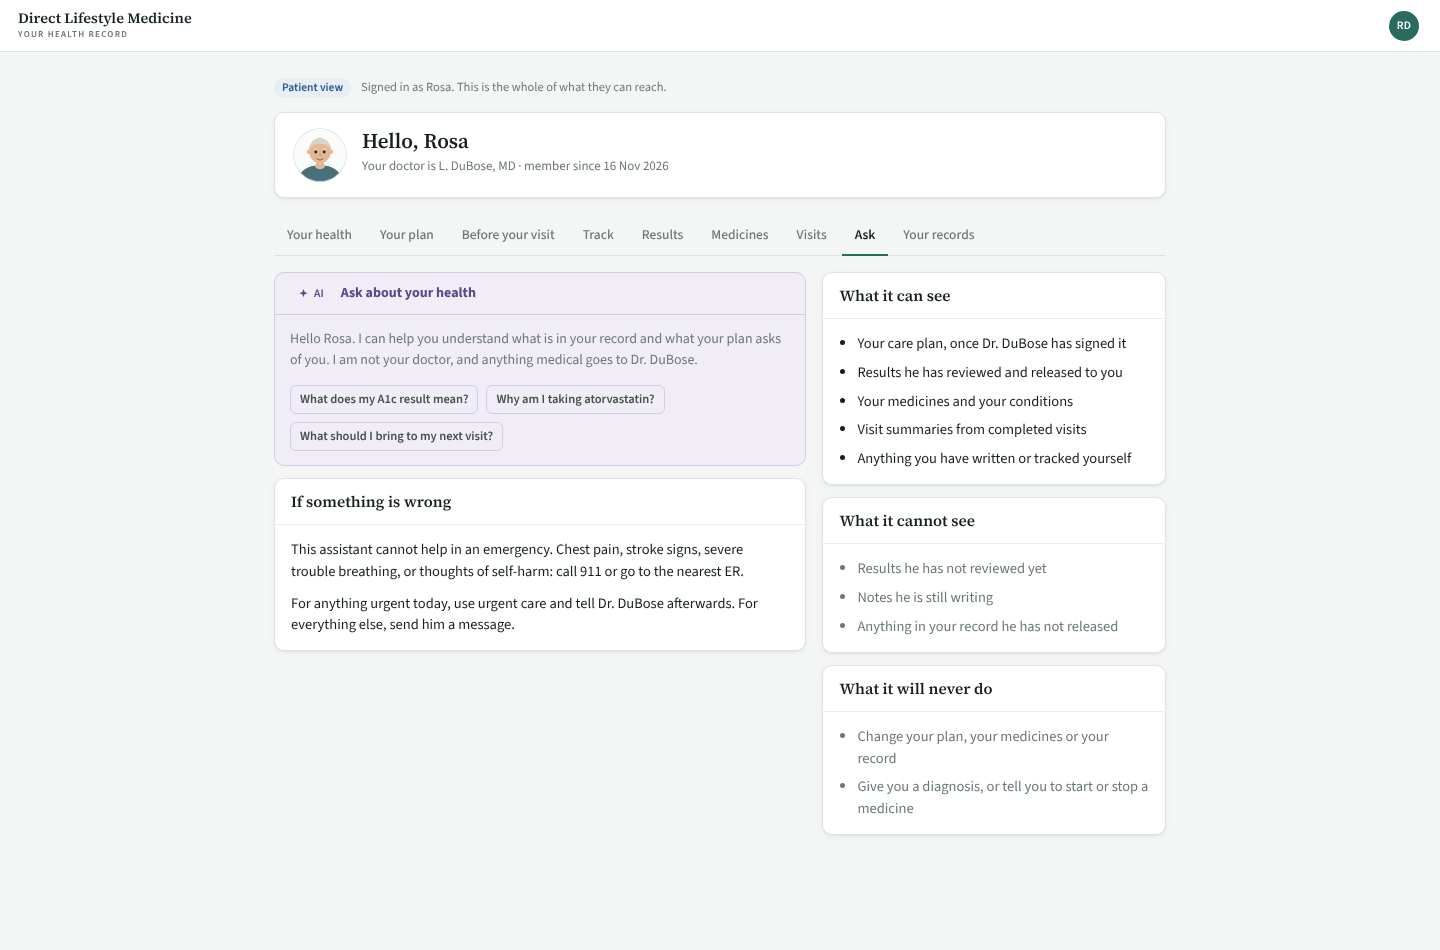 Direct Lifestyle Medicine
YOUR HEALTH RECORD
RD
Patient view
Signed in as Rosa. This is the whole of what they can reach.
Hello, Rosa
Your doctor is L. DuBose, MD · member since 16 Nov 2026
Your health
Your plan
Before your visit
Track
Results
Medicines
Visits
Ask
Your records
AI
Ask about your health
Hello Rosa. I can help you understand what is in your record and what your plan asks
of you. I am not your doctor, and anything medical goes to Dr. DuBose.
What does my A1c result mean?
Why am I taking atorvastatin?
What should I bring to my next visit?
If something is wrong
This assistant cannot help in an emergency. Chest pain, stroke signs, severe
trouble breathing, or thoughts of self-harm: call 911 or go to the nearest ER.
For anything urgent today, use urgent care and tell Dr. DuBose afterwards. For
everything else, send him a message.
What it can see
Your care plan, once Dr. DuBose has signed it
Results he has reviewed and released to you
Your medicines and your conditions
Visit summaries from completed visits
Anything you have written or tracked yourself
What it cannot see
Results he has not reviewed yet
Notes he is still writing
Anything in your record he has not released
What it will never do
Change your plan, your medicines or your
record
Give you a diagnosis, or tell you to start or stop a
medicine